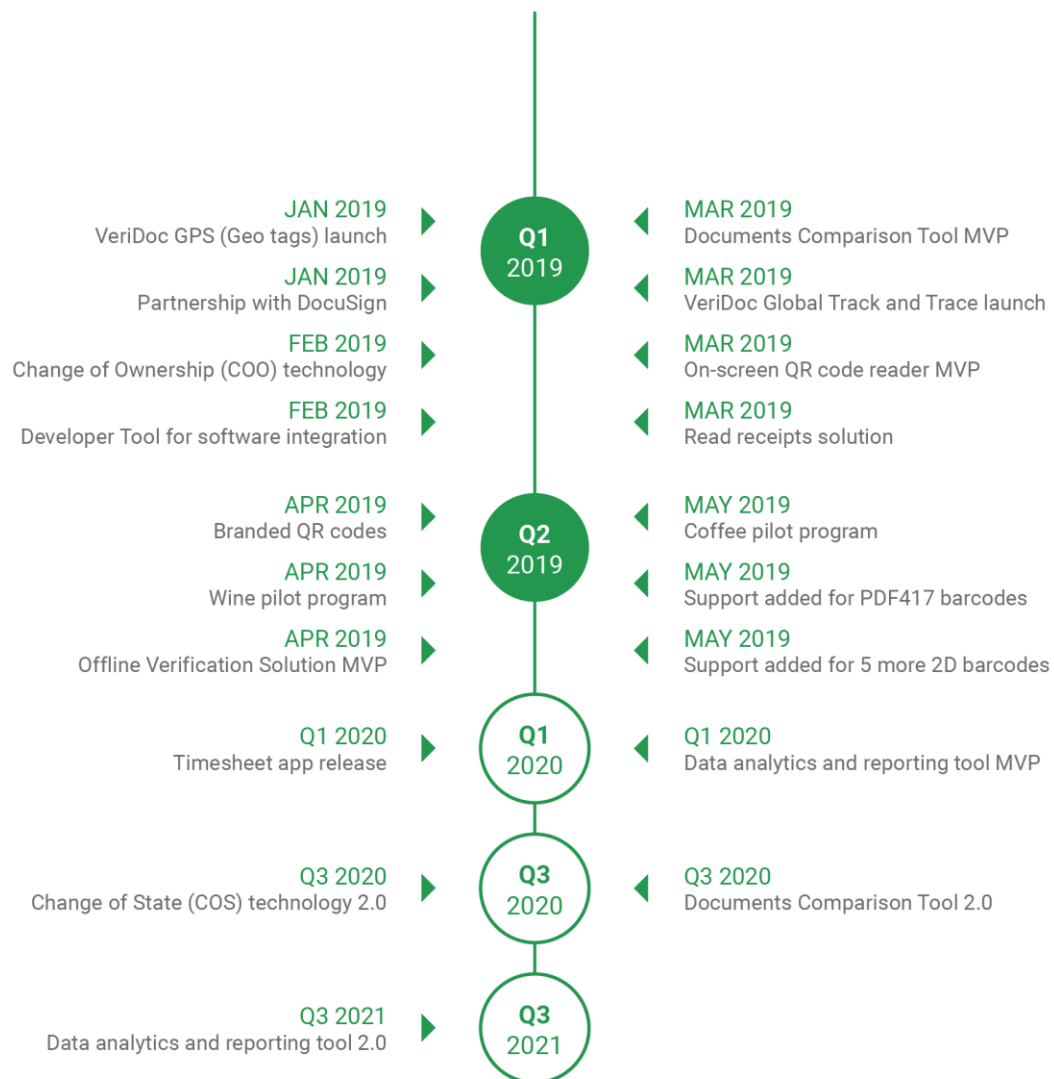 JAN 2019
VeriDoc GPS (Geo tags) launch
JAN 2019
Partnership with DocuSign
FEB 2019
Change of Ownership (COO) technology
FEB 2019
Developer Tool for software integration
Q1
2019
MAR 2019
Documents Comparison Tool MVP
MAR 2019
VeriDoc Global Track and Trace launch
MAR 2019
On-screen QR code reader MVP
MAR 2019
Read receipts solution
APR 2019
Branded QR codes
APR 2019
Wine pilot program
APR 2019
Offline Verification Solution MVP
Q2
2019
MAY 2019
Coffee pilot program
MAY 2019
Support added for PDF417 barcodes
MAY 2019
Support added for 5 more 2D barcodes
Q1 2020
Timesheet app release
Q1
2020
Q1 2020
Data analytics and reporting tool MVP
Q3 2020
Change of State (COS) technology 2.0
Q3
2020
Q3 2020
Documents Comparison Tool 2.0
Q3 2021
Data analytics and reporting tool 2.0
Q3
2021